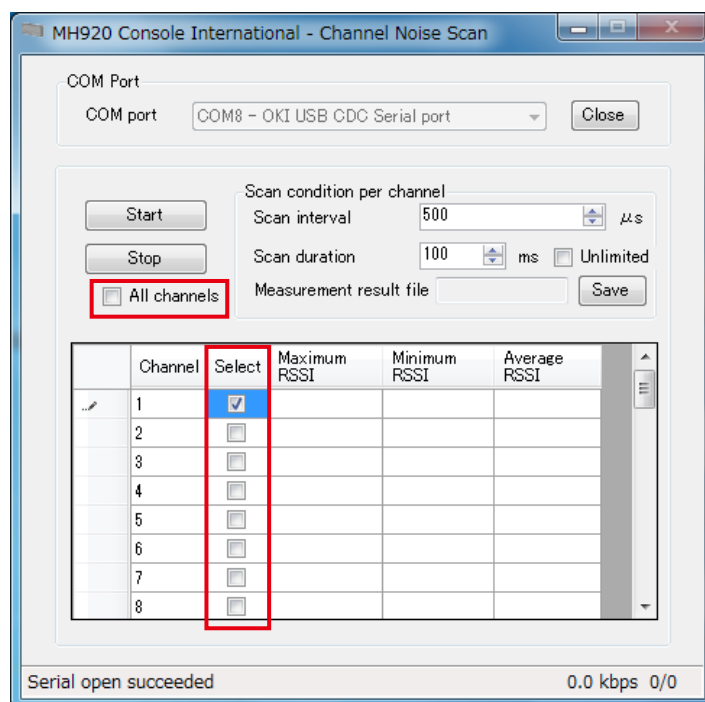 MH920 Console International - Channel Noise Scan
COM Port
COM port COM8 - OKI USB CDC Serial port Close
Scan condition per channel
Start Scan interval 500 μs
Stop Scan duration 100 ms Unlimited
All channels Measurement result file Save
Channel Select Maximum RSSI Minimum RSSI Average RSSI
1
2
3
4
5
6
7
8
Serial open succeeded 0.0 kbps 0/0